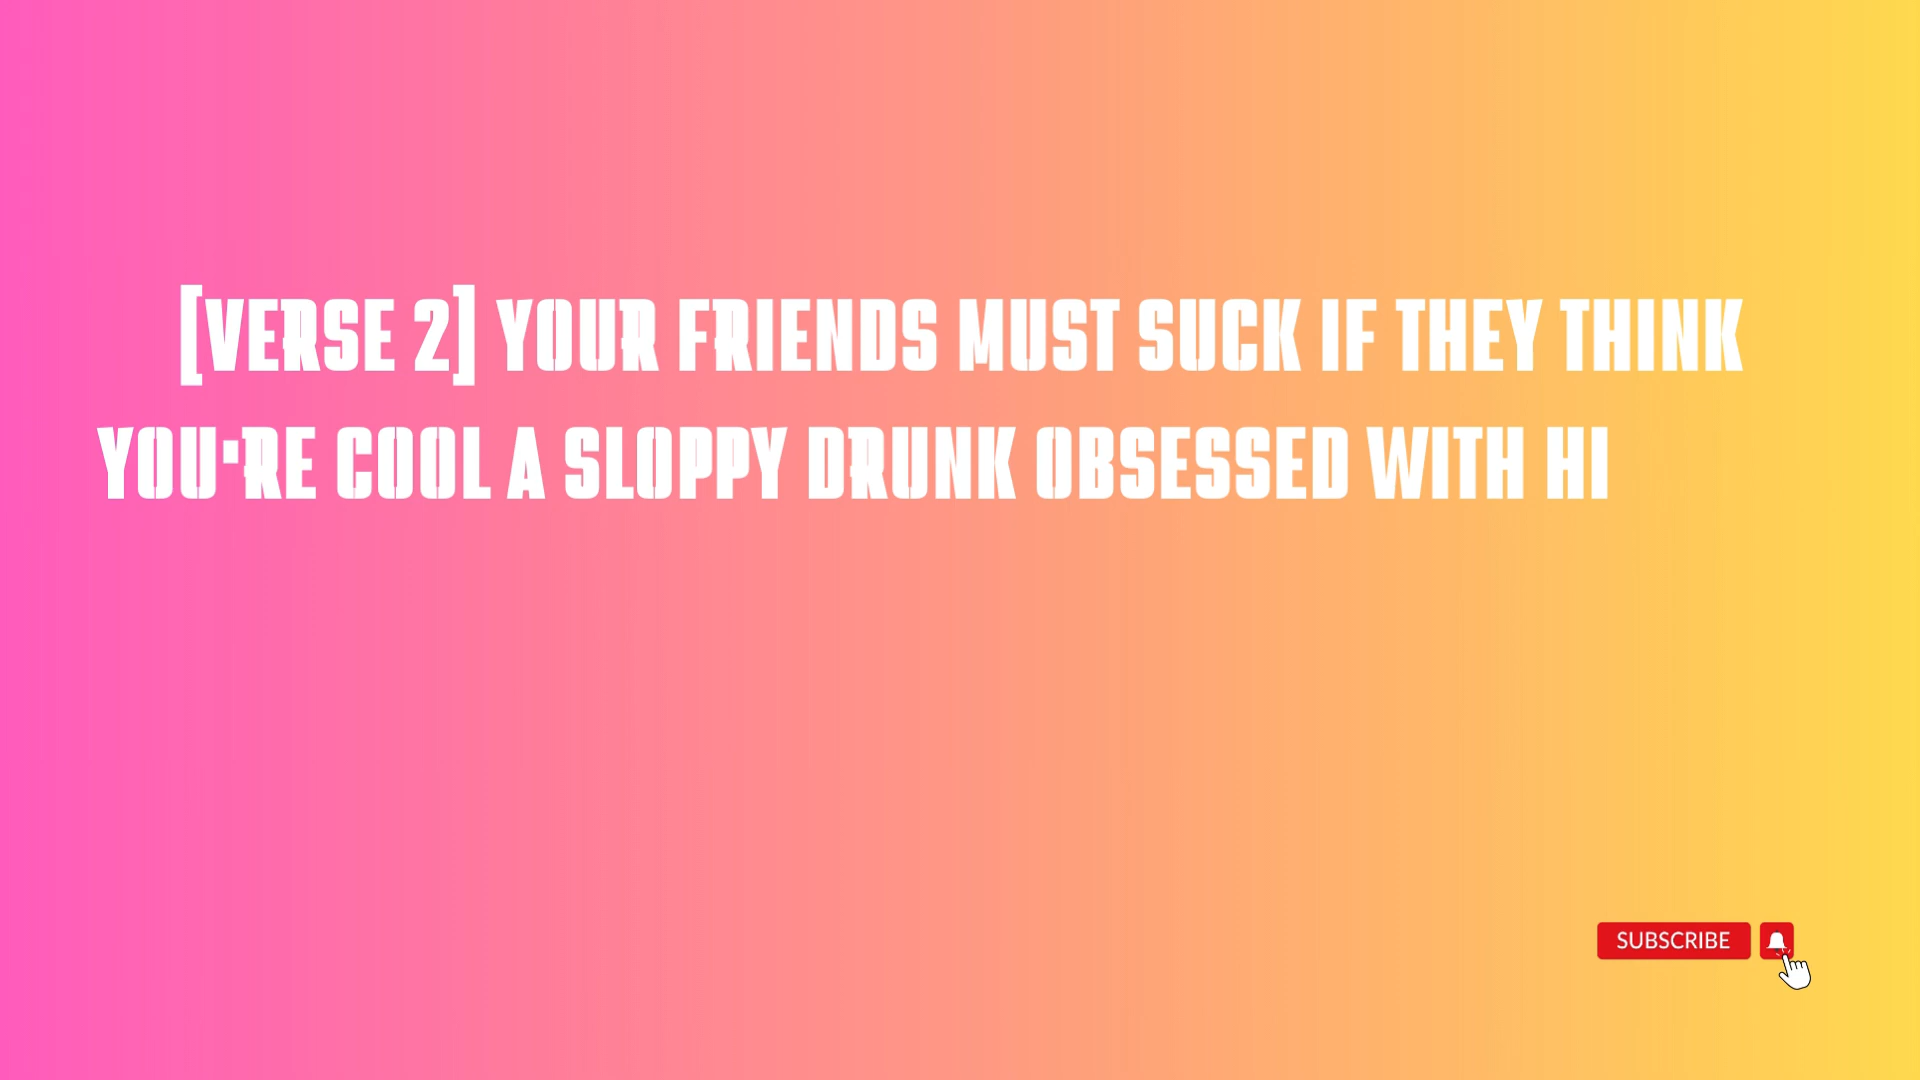 [VERSE 2] YOUR FRIENDS MUST SUCK IF THEY THINK
YOU'RE COOL A SLOPPY DRUNK OBSESSED WITH HI
SUBSCRIBE